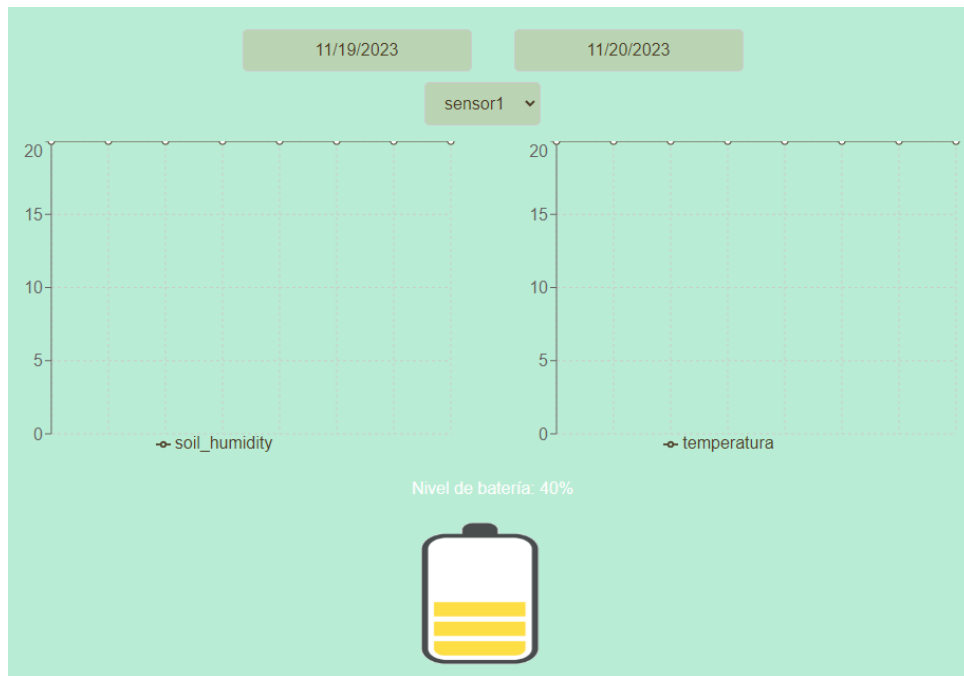 11/19/2023 11/20/2023
sensor1
20 20
15 15
10 10
5 5
0 0
soil_humidity temperatura
Nivel de batería: 40%